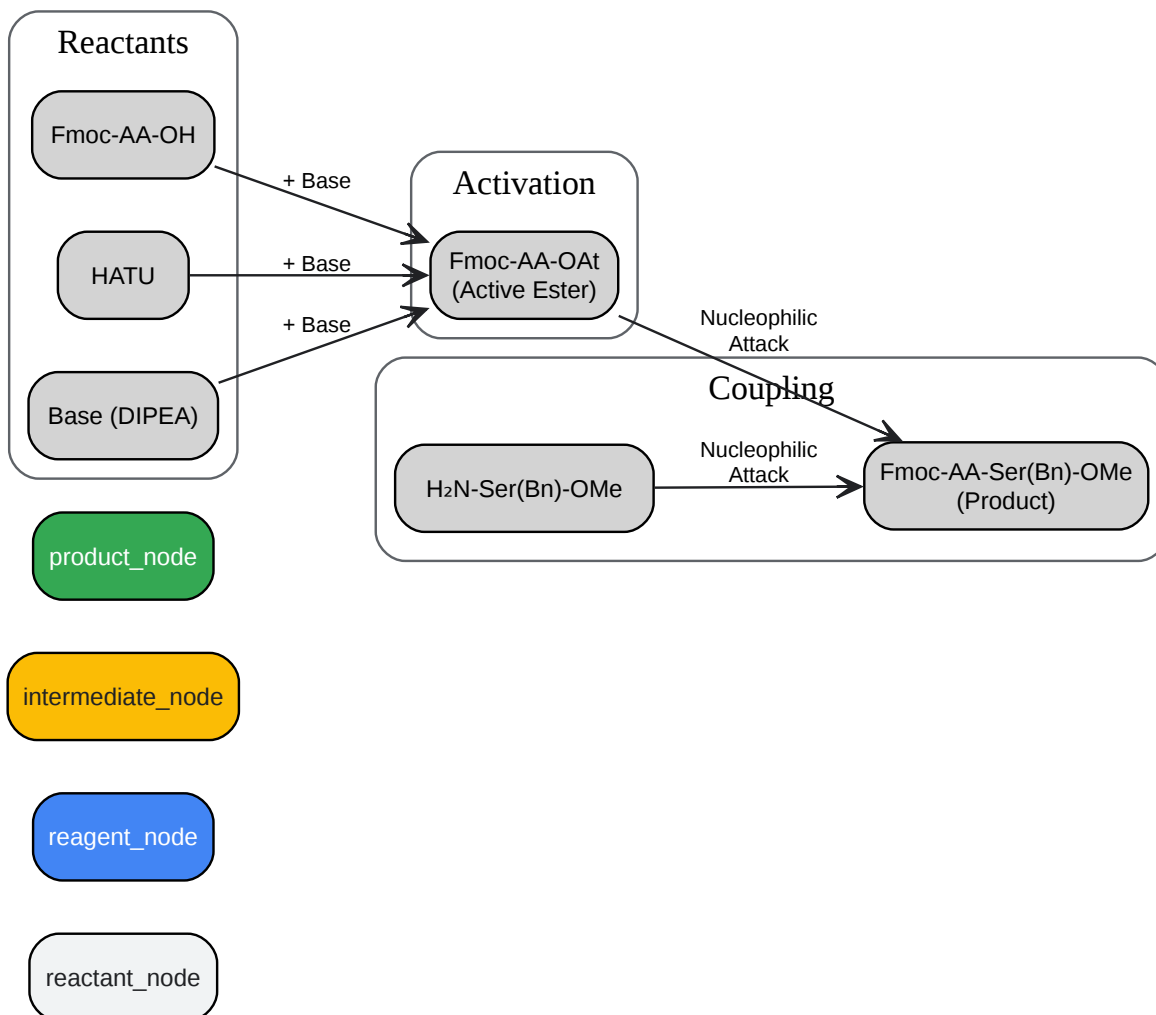 Reactants
Fmoc-AA-OH
+ Base
Activation
HATU
+ Base
Fmoc-AA-OAt
(Active Ester)
+ Base
Base (DIPEA)
Nucleophilic
Attack
Coupling
H₂N-Ser(Bn)-OMe
Nucleophilic
Attack
Fmoc-AA-Ser(Bn)-OMe
(Product)
product_node
intermediate_node
reagent_node
reactant_node